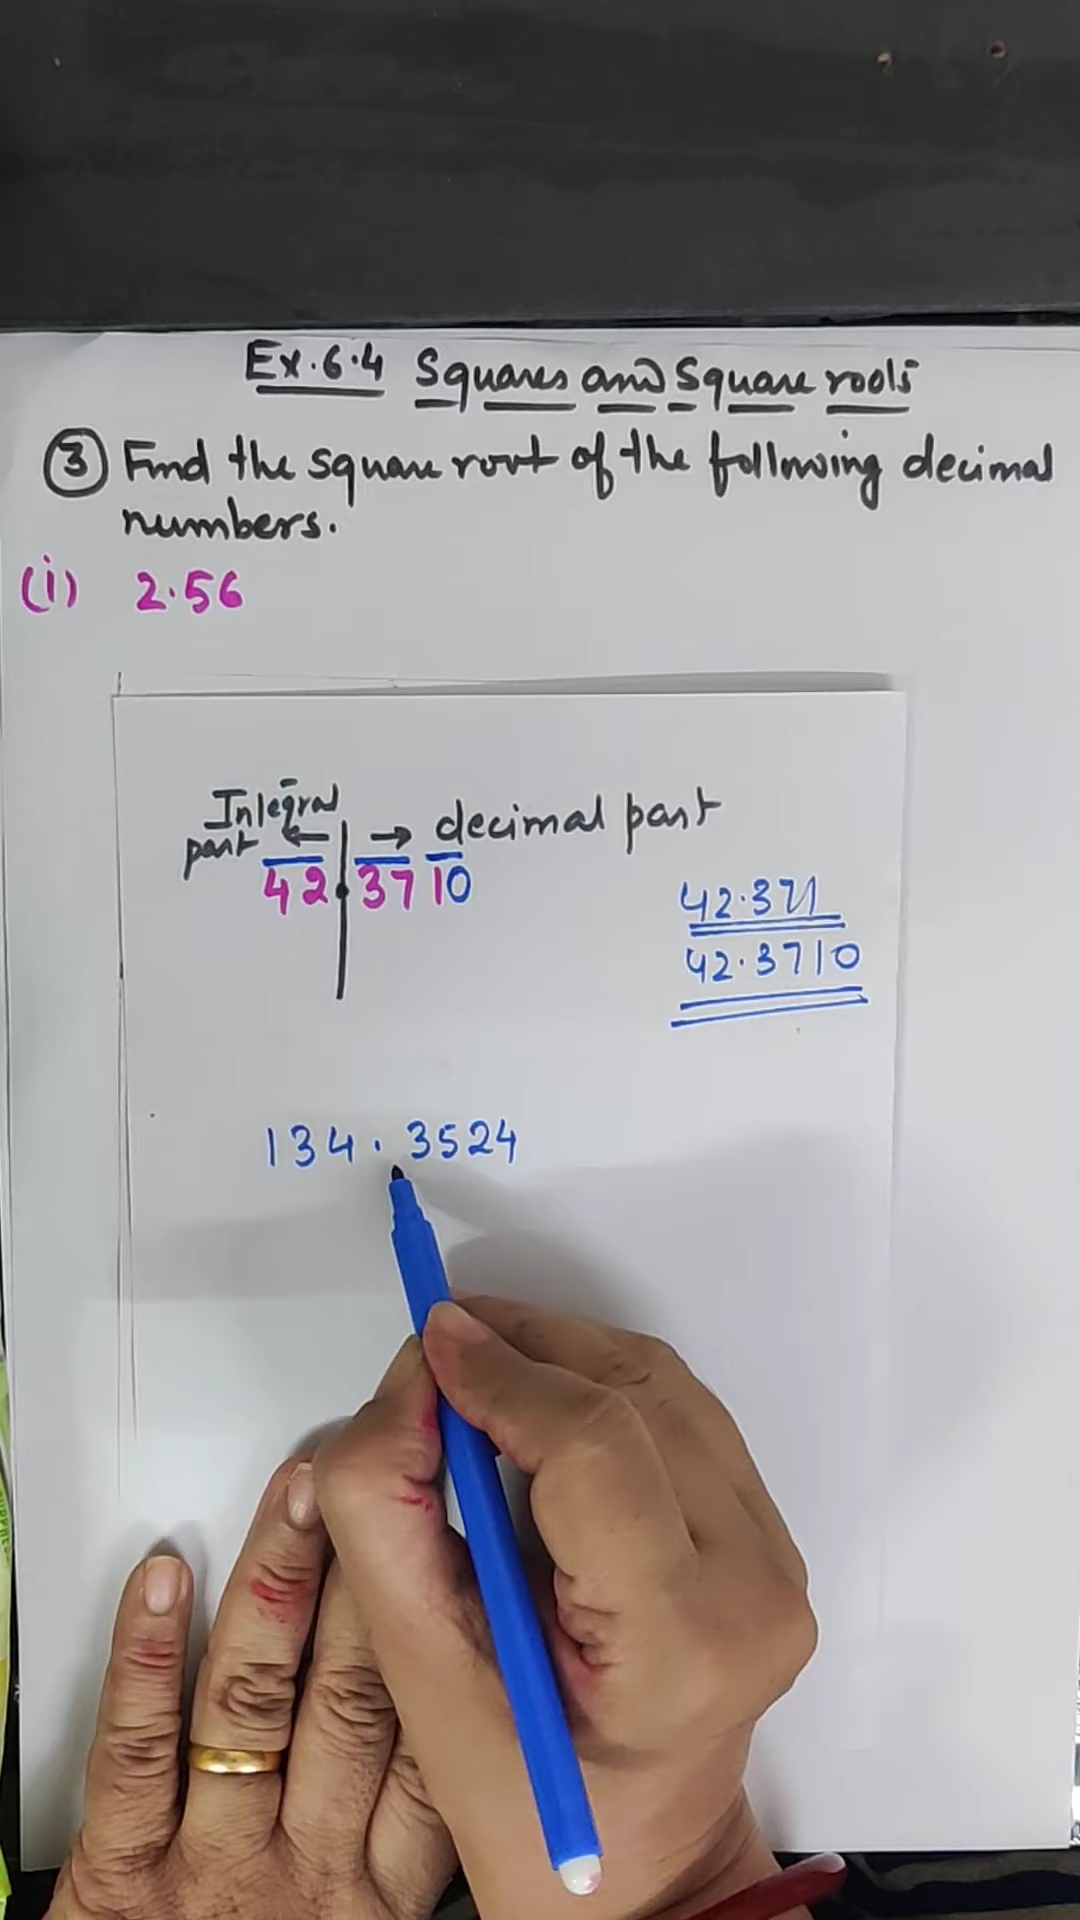 Ex.6.4 Squares and Square roots
③ Find the square root of the following decimal
numbers.
(i) 2.56
Integral
part ← → decimal part
42.3710
42.371
42.3710
134.3524